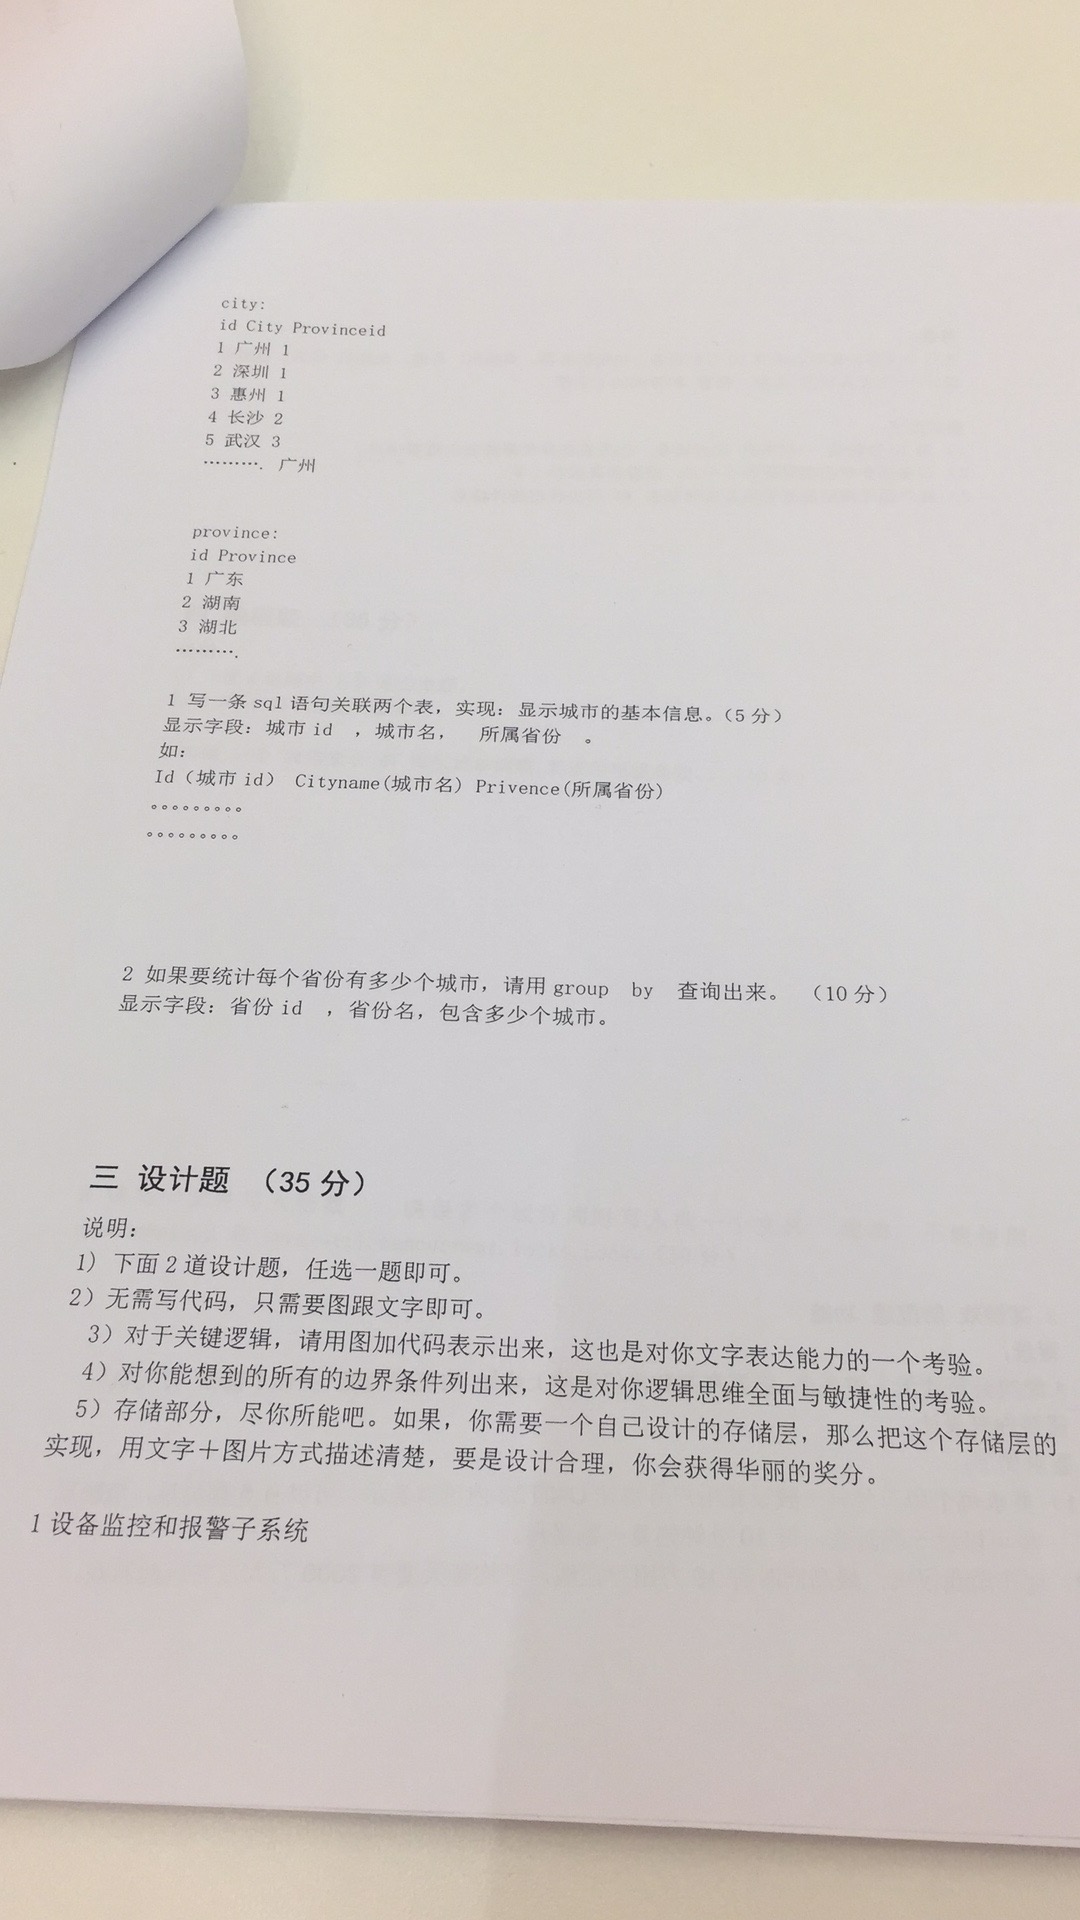 city:
id City Provinceid
1 广州 1
2 深圳 1
3 惠州 1
4 长沙 2
5 武汉 3
………. 广州
province:
id Province
1 广东
2 湖南
3 湖北
……….
1 写一条 sql 语句关联两个表，实现：显示城市的基本信息。（5 分）
显示字段：城市 id ，城市名， 所属省份 。
如：
Id（城市 id） Cityname(城市名) Privence(所属省份)
。。。。。。。。。
。。。。。。。。。
2 如果要统计每个省份有多少个城市，请用 group by 查询出来。 （10 分）
显示字段：省份 id ，省份名，包含多少个城市。
三 设计题 （35 分）
说明：
1) 下面 2 道设计题，任选一题即可。
2）无需写代码，只需要图跟文字即可。
3）对于关键逻辑，请用图加代码表示出来，这也是对你文字表达能力的一个考验。
4）对你能想到的所有的边界条件列出来，这是对你逻辑思维全面与敏捷性的考验。
5）存储部分，尽你所能吧。如果，你需要一个自己设计的存储层，那么把这个存储层的
实现，用文字＋图片方式描述清楚，要是设计合理，你会获得华丽的奖分。
1 设备监控和报警子系统